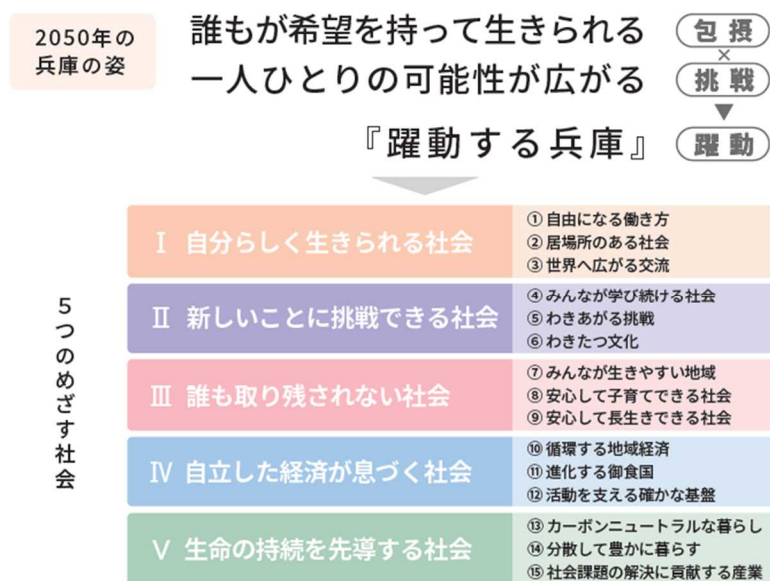 2050年の
兵庫の姿
誰もが希望を持って生きられる
一人ひとりの可能性が広がる
『躍動する兵庫』
包摂
×
挑戦
▼
躍動
5つのめざす社会
Ⅰ 自分らしく生きられる社会
① 自由になる働き方
② 居場所のある社会
③ 世界へ広がる交流
Ⅱ 新しいことに挑戦できる社会
④ みんなが学び続ける社会
⑤ わきあがる挑戦
⑥ わきたつ文化
Ⅲ 誰も取り残されない社会
⑦ みんなが生きやすい地域
⑧ 安心して子育てできる社会
⑨ 安心して長生きできる社会
Ⅳ 自立した経済が息づく社会
⑩ 循環する地域経済
⑪ 進化する御食国
⑫ 活動を支える確かな基盤
Ⅴ 生命の持続を先導する社会
⑬ カーボンニュートラルな暮らし
⑭ 分散して豊かに暮らす
⑮ 社会課題の解決に貢献する産業